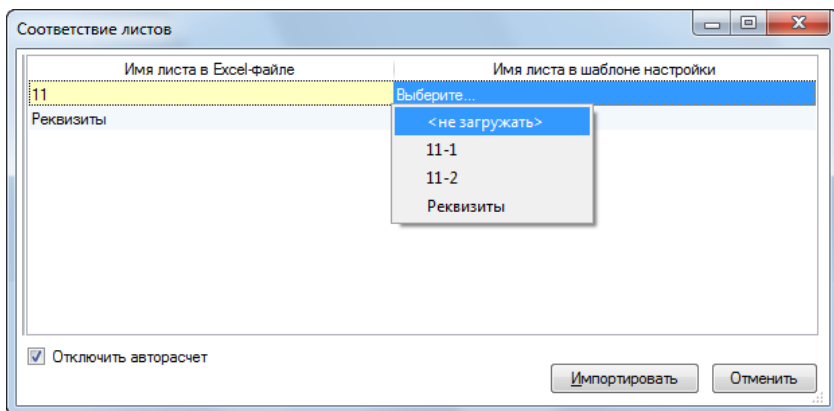 Соответствие листов
Имя листа в Excel-файле Имя листа в шаблоне настройки
11 Выберите...
Реквизиты
<не загружать>
11-1
11-2
Реквизиты
Отключить авторасчет
Импортировать Отменить